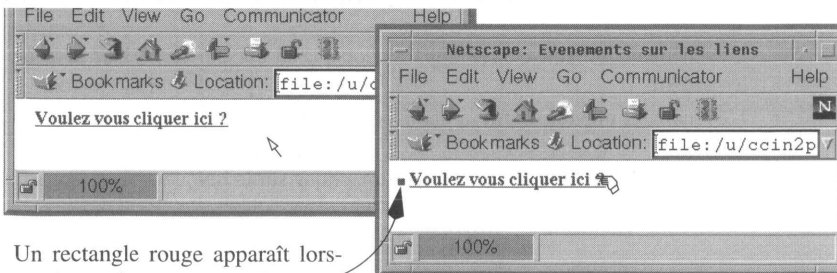 File Edit View Go Communicator Help
Bookmarks Location: file:/u/c
Voulez vous cliquer ici ?
100%
Netscape: Evenements sur les liens
File Edit View Go Communicator Help
N
Bookmarks Location: file:/u/ccin2p
Voulez vous cliquer ici ?
100%
Un rectangle rouge apparaît lors-